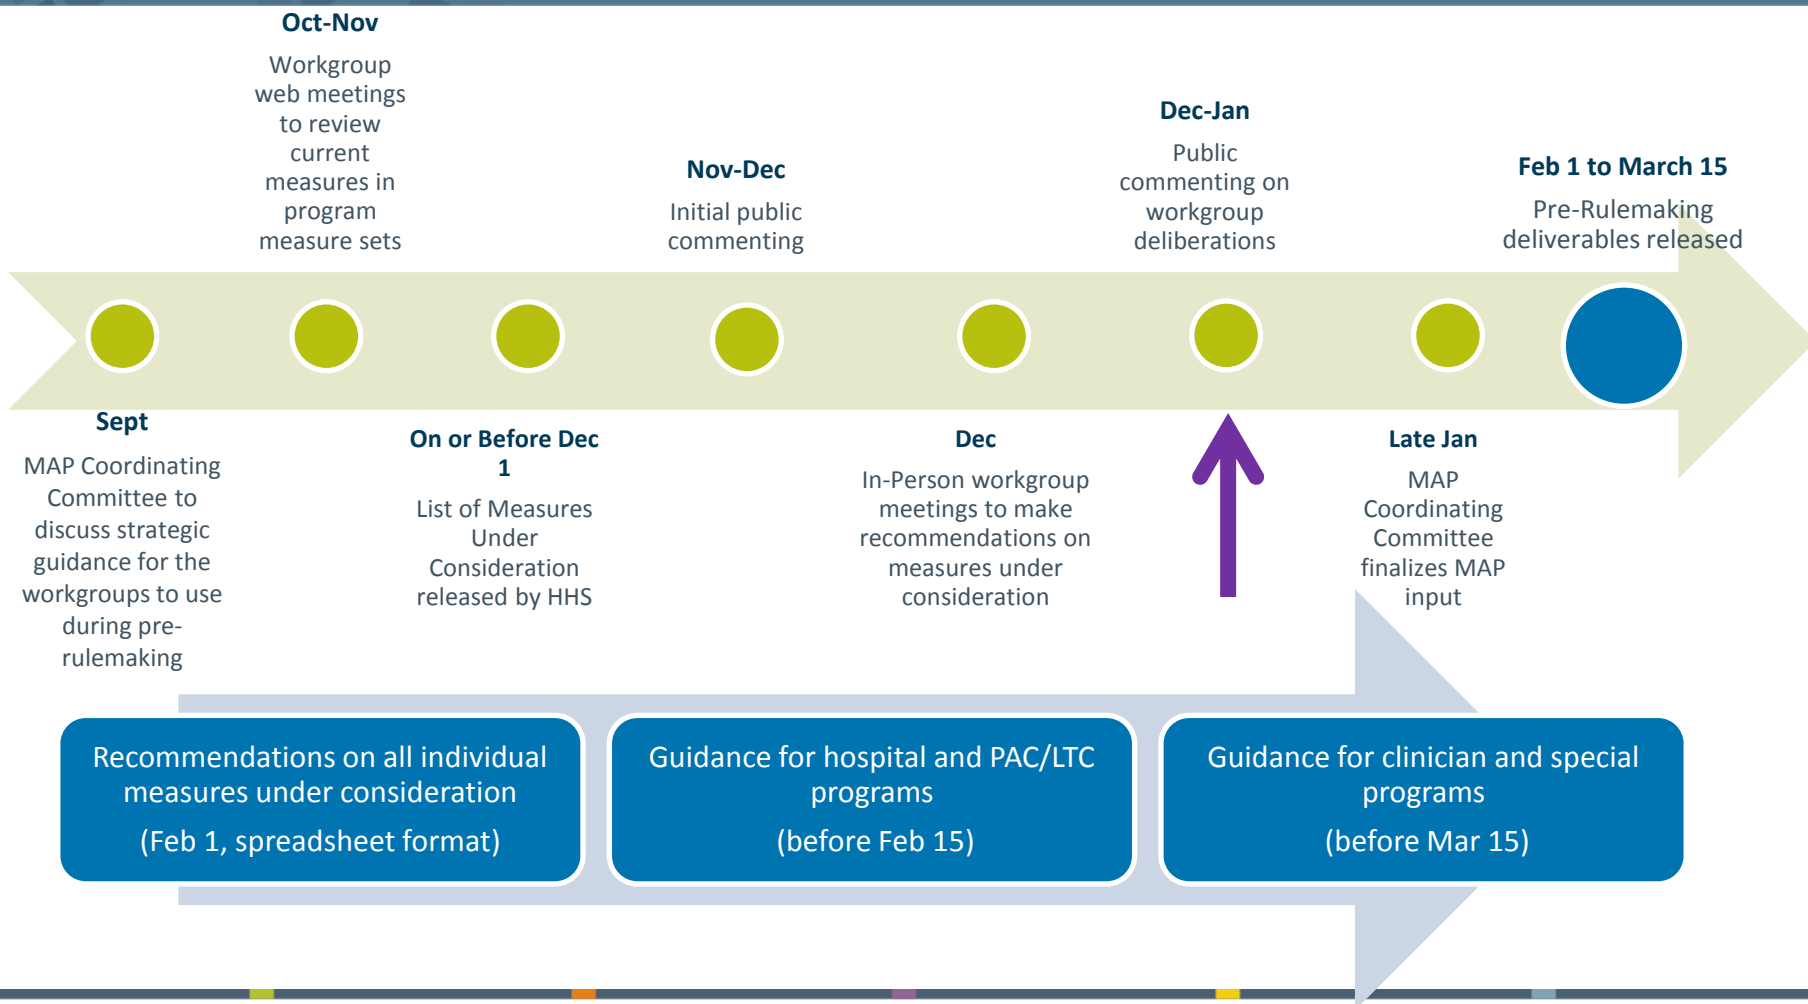 Oct-Nov
Workgroup
web meetings
to review
current
measures in
program
measure sets
Nov-Dec
Initial public
commenting
Dec-Jan
Public
commenting on
workgroup
deliberations
Feb 1 to March 15
Pre-Rulemaking
deliverables released
Sept
MAP Coordinating
Committee to
discuss strategic
guidance for the
workgroups to use
during pre-
rulemaking
On or Before Dec
1
List of Measures
Under
Consideration
released by HHS
Dec
In-Person workgroup
meetings to make
recommendations on
measures under
consideration
Late Jan
MAP
Coordinating
Committee
finalizes MAP
input
Recommendations on all individual
measures under consideration
(Feb 1, spreadsheet format)
Guidance for hospital and PAC/LTC
programs
(before Feb 15)
Guidance for clinician and special
programs
(before Mar 15)